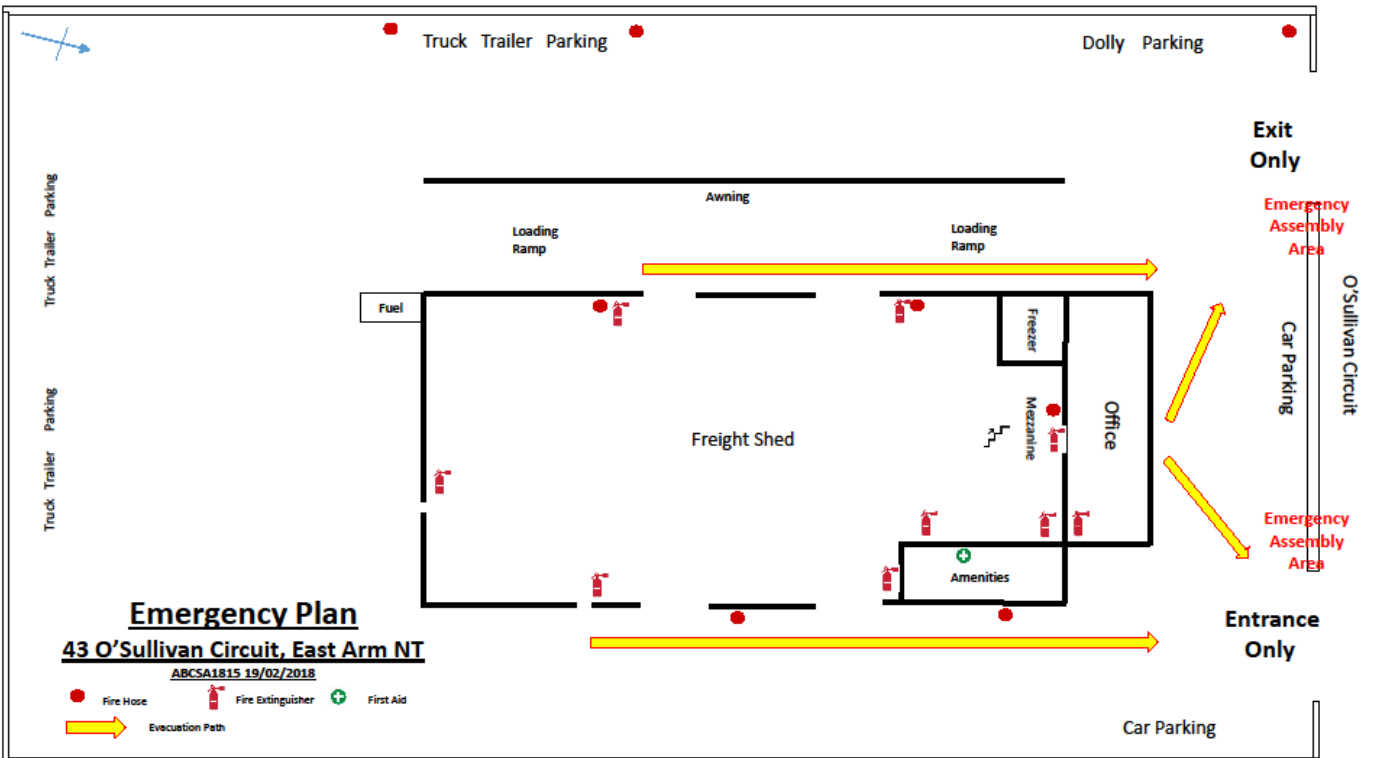 Truck Trailer Parking
Dolly Parking
Exit
Only
Emergency
Assembly
Area
Awning
Loading
Ramp
Loading
Ramp
Truck Trailer Parking
Fuel
Freezer
O'Sullivan Circuit
Car Parking
Office
Mezzanine
Freight Shed
Truck Trailer Parking
Emergency
Assembly
Area
Amenities
Entrance
Only
Emergency Plan
43 O'Sullivan Circuit, East Arm NT
ABCSA1815 19/02/2018
Fire Hose
Fire Extinguisher
First Aid
Evacuation Path
Car Parking